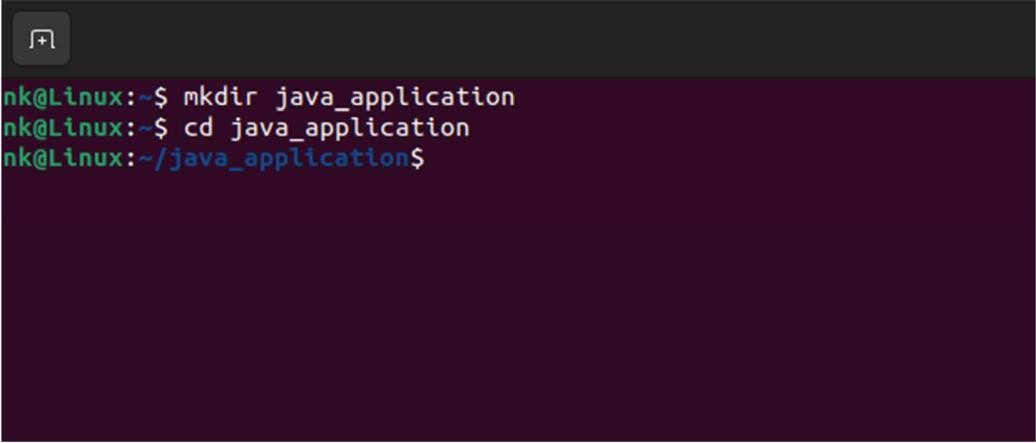 nk@Linux:~$ mkdir java_application
nk@Linux:~$ cd java_application
nk@Linux:~/java_application$